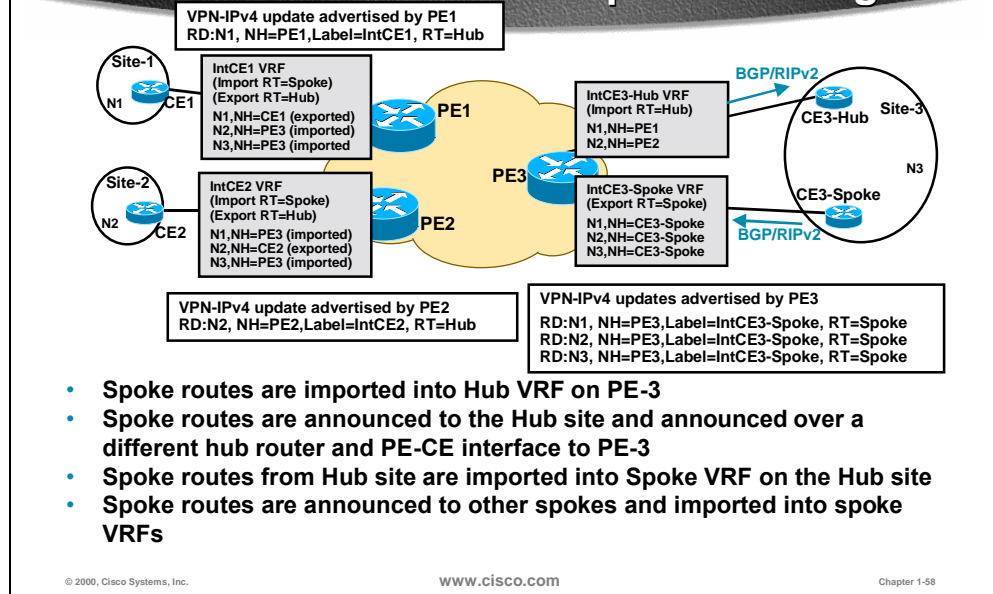 VPN-IPv4 update advertised by PE1
RD:N1, NH=PE1,Label=IntCE1, RT=Hub
Site-1
N1
CE1
IntCE1 VRF
(Import RT=Spoke)
(Export RT=Hub)
N1,NH=CE1 (exported)
N2,NH=PE3 (imported)
N3,NH=PE3 (imported
PE1
BGP/RIPv2
IntCE3-Hub VRF
(Import RT=Hub)
N1,NH=PE1
N2,NH=PE2
CE3-Hub
Site-3
N3
PE3
Site-2
N2
CE2
IntCE2 VRF
(Import RT=Spoke)
(Export RT=Hub)
N1,NH=PE3 (imported)
N2,NH=CE2 (exported)
N3,NH=PE3 (imported)
PE2
IntCE3-Spoke VRF
(Export RT=Spoke)
N1,NH=CE3-Spoke
N2,NH=CE3-Spoke
N3,NH=CE3-Spoke
CE3-Spoke
BGP/RIPv2
VPN-IPv4 update advertised by PE2
RD:N2, NH=PE2,Label=IntCE2, RT=Hub
VPN-IPv4 updates advertised by PE3
RD:N1, NH=PE3,Label=IntCE3-Spoke, RT=Spoke
RD:N2, NH=PE3,Label=IntCE3-Spoke, RT=Spoke
RD:N3, NH=PE3,Label=IntCE3-Spoke, RT=Spoke
• Spoke routes are imported into Hub VRF on PE-3
• Spoke routes are announced to the Hub site and announced over a
different hub router and PE-CE interface to PE-3
• Spoke routes from Hub site are imported into Spoke VRF on the Hub site
• Spoke routes are announced to other spokes and imported into spoke
VRFs
© 2000, Cisco Systems, Inc.
www.cisco.com
Chapter 1-58